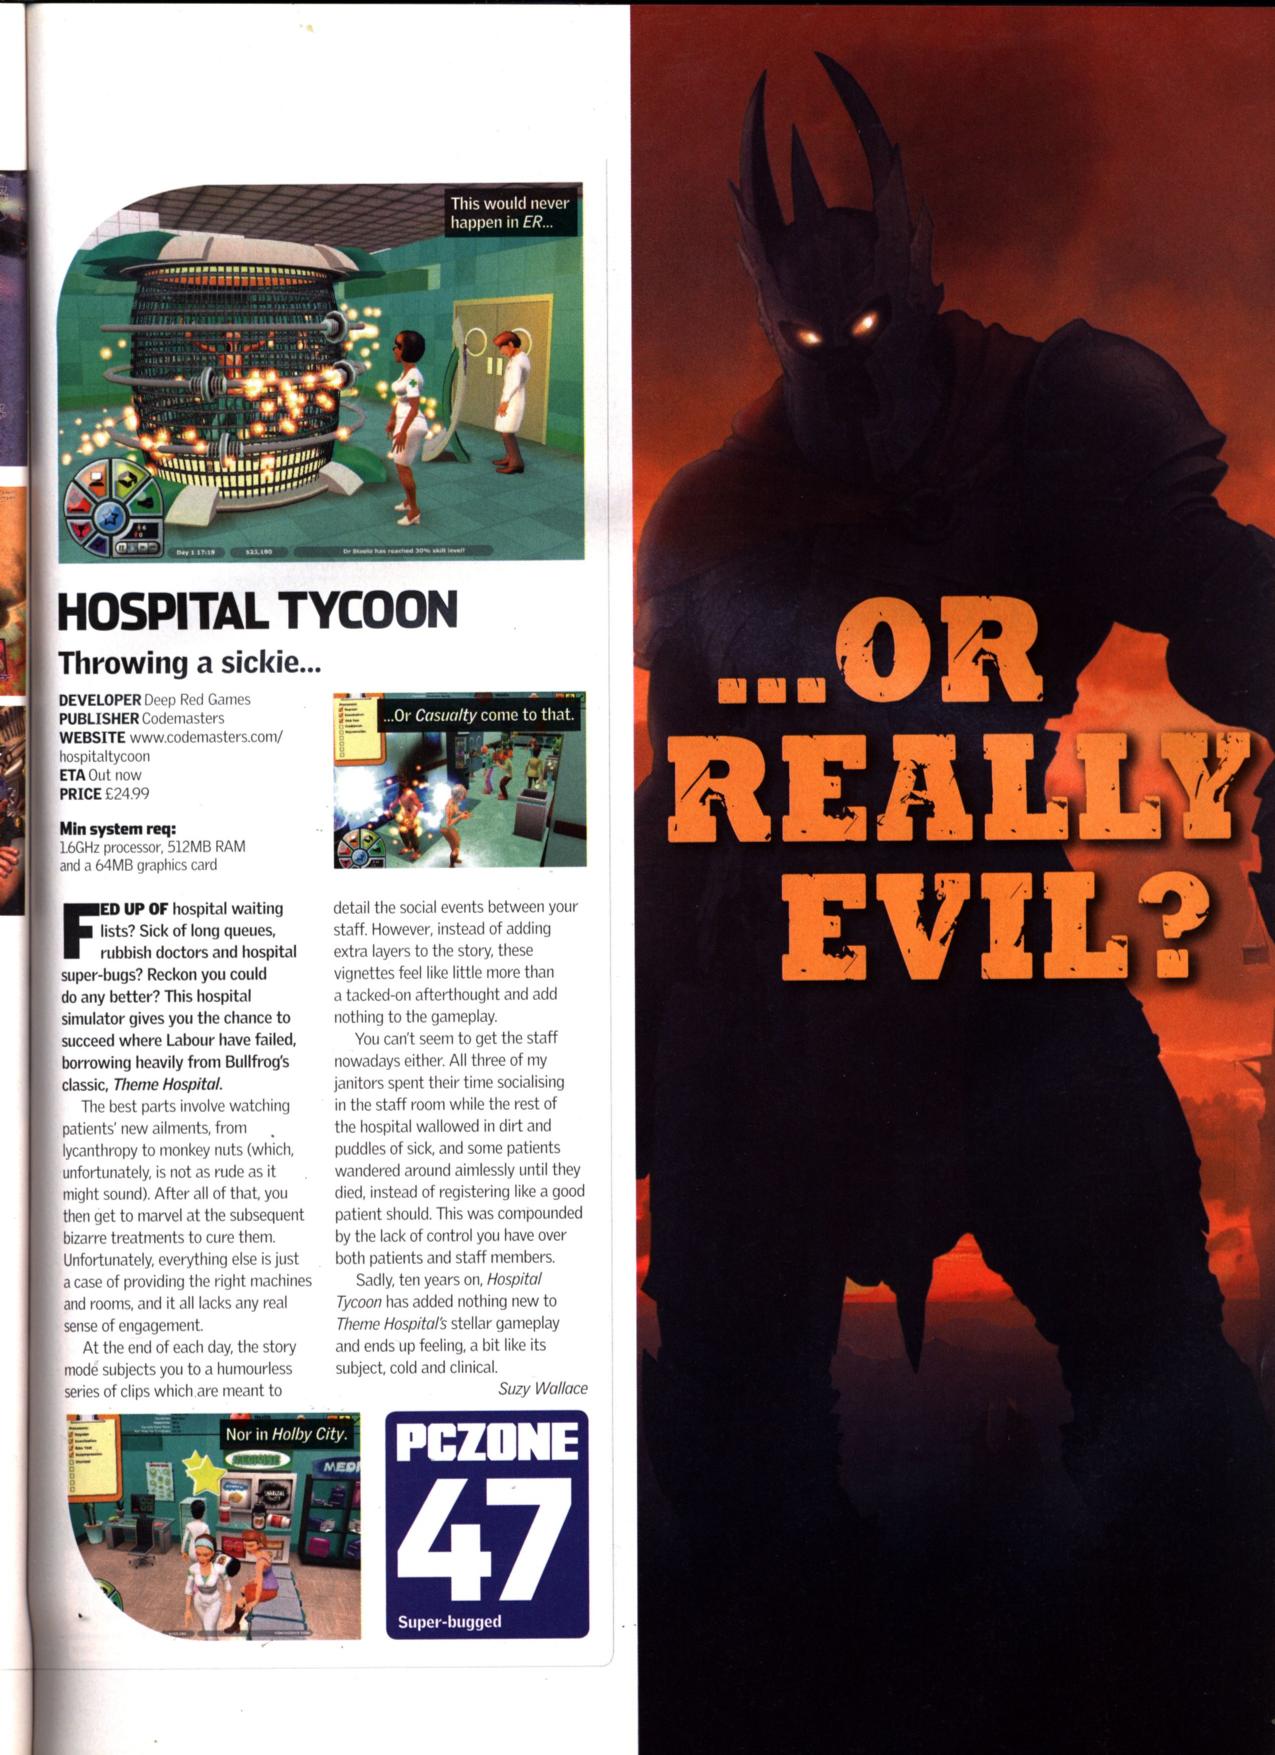 This would never
happen in ER...
Day 1 17:19
$23,180
Dr Steele has reached 30% skill level!
HOSPITAL TYCOON
Throwing a sickie...
DEVELOPER Deep Red Games
PUBLISHER Codemasters
WEBSITE www.codemasters.com/
hospitaltycoon
ETA Out now
PRICE £24.99
Min system req:
1.6GHz processor, 512MB RAM
and a 64MB graphics card
...Or Casualty come to that.
FED UP OF hospital waiting
lists? Sick of long queues,
rubbish doctors and hospital
super-bugs? Reckon you could
do any better? This hospital
simulator gives you the chance to
succeed where Labour have failed,
borrowing heavily from Bullfrog's
classic, Theme Hospital.
The best parts involve watching
patients' new ailments, from
lycanthropy to monkey nuts (which,
unfortunately, is not as rude as it
might sound). After all of that, you
then get to marvel at the subsequent
bizarre treatments to cure them.
Unfortunately, everything else is just
a case of providing the right machines
and rooms, and it all lacks any real
sense of engagement.
At the end of each day, the story
mode subjects you to a humourless
series of clips which are meant to
detail the social events between your
staff. However, instead of adding
extra layers to the story, these
vignettes feel like little more than
a tacked-on afterthought and add
nothing to the gameplay.
You can't seem to get the staff
nowadays either. All three of my
janitors spent their time socialising
in the staff room while the rest of
the hospital wallowed in dirt and
puddles of sick, and some patients
wandered around aimlessly until they
died, instead of registering like a good
patient should. This was compounded
by the lack of control you have over
both patients and staff members.
Sadly, ten years on, Hospital
Tycoon has added nothing new to
Theme Hospital's stellar gameplay
and ends up feeling, a bit like its
subject, cold and clinical.
Suzy Wallace
Nor in Holby City.
MEDICINE
MEDI
PCZONE
47
Super-bugged
...OR
REALLY
EVIL?